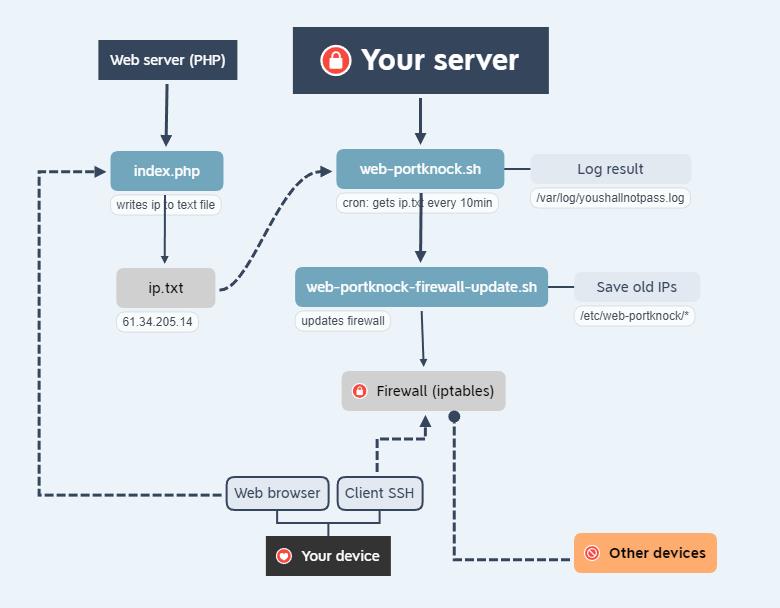 Web server (PHP)
Your server
index.php
writes ip to text file
web-portknock.sh
cron: gets ip.txt every 10min
Log result
/var/log/youshallnotpass.log
ip.txt
61.34.205.14
web-portknock-firewall-update.sh
updates firewall
Save old IPs
/etc/web-portknock/*
Firewall (iptables)
Web browser
Client SSH
Your device
Other devices